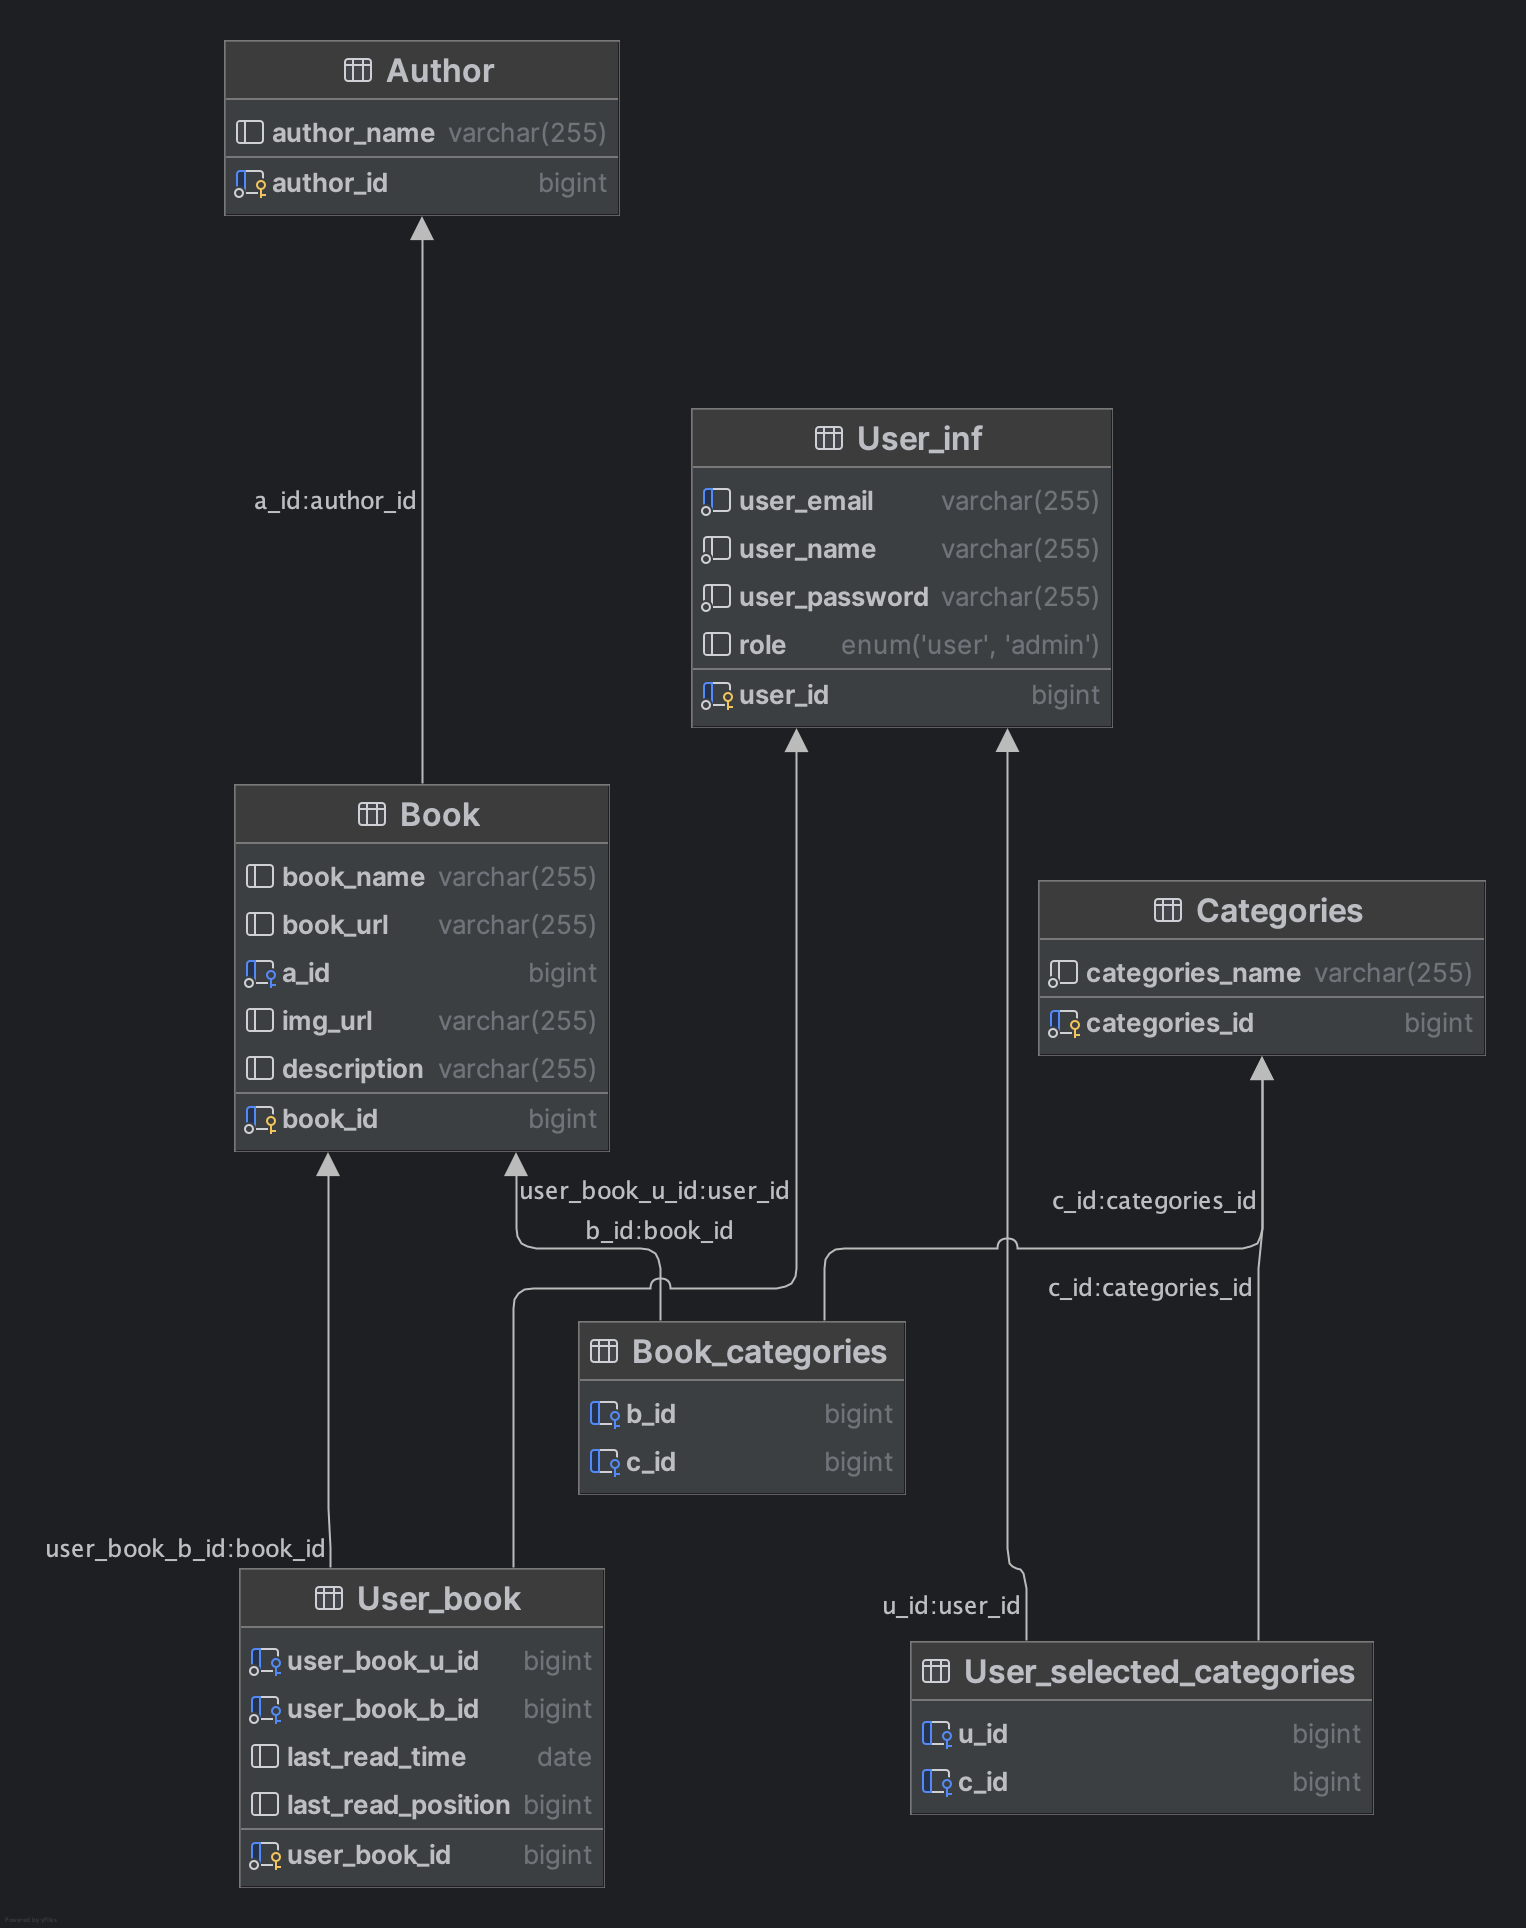 Author
author_name varchar(255)
author_id bigint
a_id:author_id
User_inf
user_email varchar(255)
user_name varchar(255)
user_password varchar(255)
role enum('user', 'admin')
user_id bigint
Book
book_name varchar(255)
book_url varchar(255)
a_id bigint
img_url varchar(255)
description varchar(255)
book_id bigint
Categories
categories_name varchar(255)
categories_id bigint
user_book_u_id:user_id
b_id:book_id
c_id:categories_id
c_id:categories_id
Book_categories
b_id bigint
c_id bigint
user_book_b_id:book_id
User_book
user_book_u_id bigint
user_book_b_id bigint
last_read_time date
last_read_position bigint
user_book_id bigint
u_id:user_id
User_selected_categories
u_id bigint
c_id bigint
Powered by yFiles